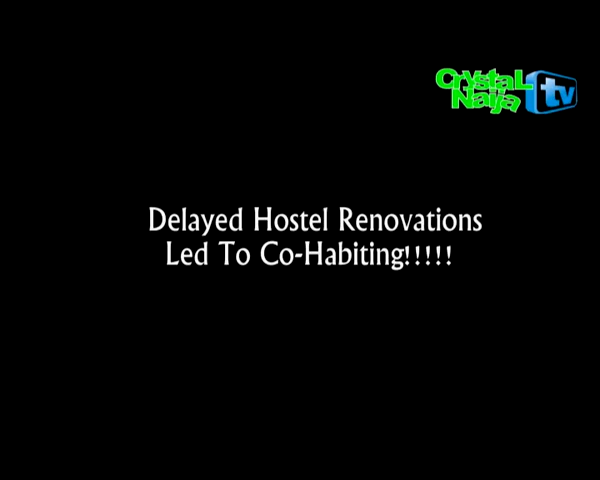 CrystaL
Naija
tv
Delayed Hostel Renovations
Led To Co-Habiting!!!!!